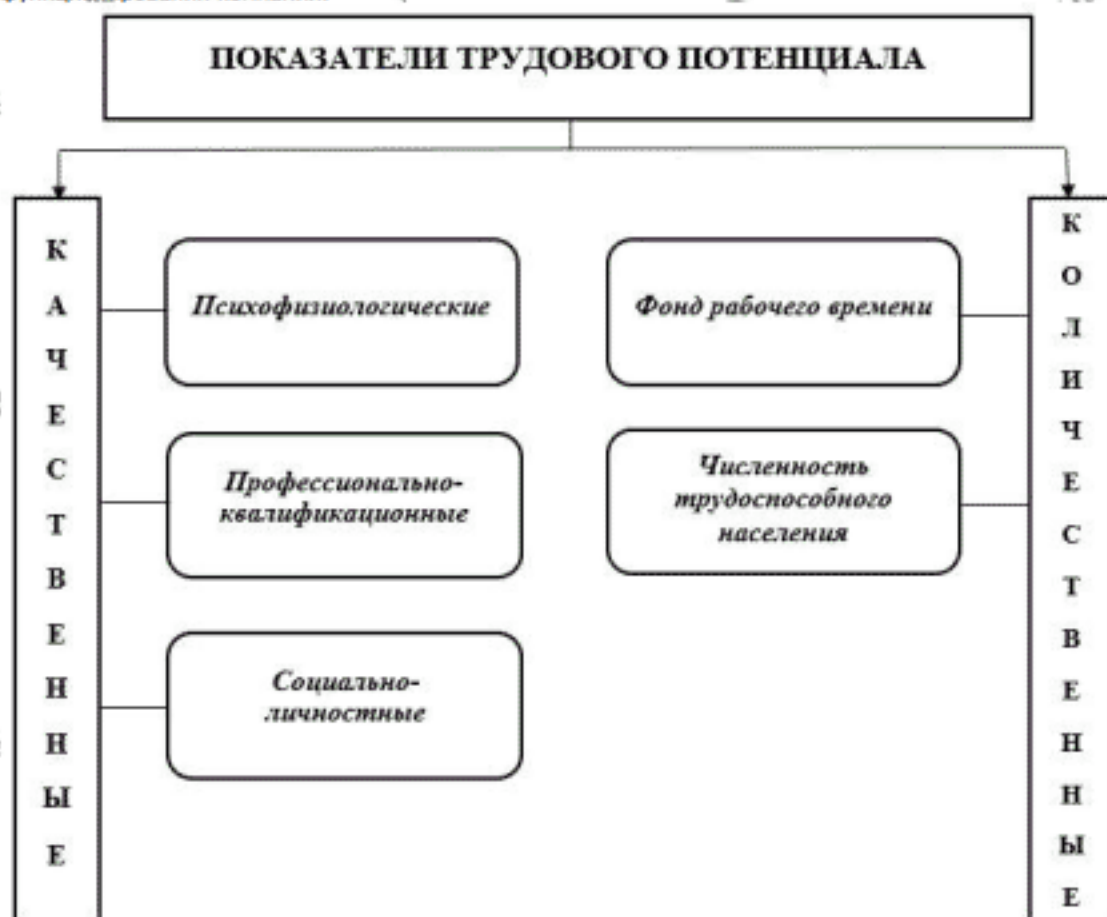 ПОКАЗАТЕЛИ ТРУДОВОГО ПОТЕНЦИАЛА
КАЧЕСТВЕННЫЕ
Психофизиологические
Профессионально-
квалификационные
Социально-
личностные
Фонд рабочего времени
Численность
трудоспособного
населения
КОЛИЧЕСТВЕННЫЕ